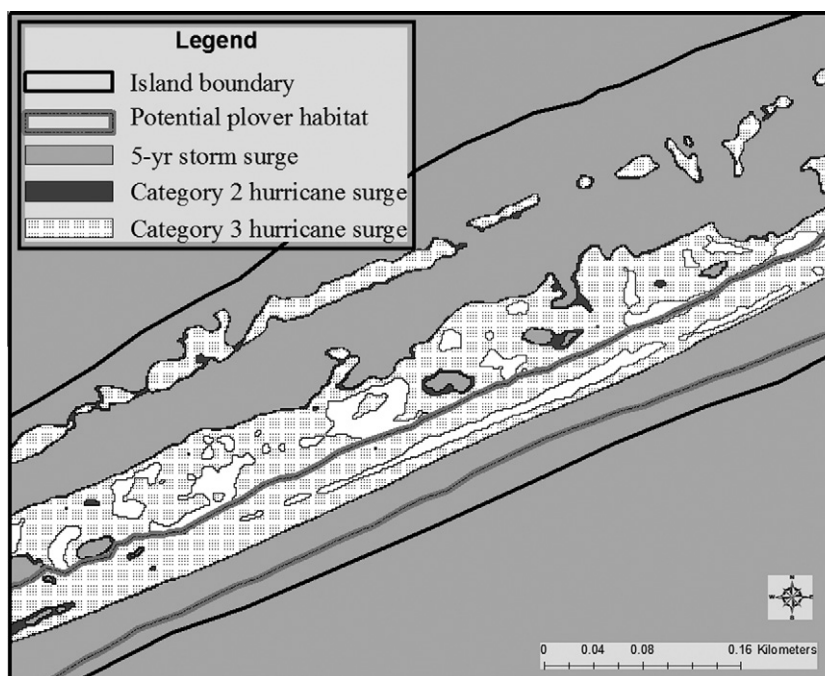 Legend
Island boundary
Potential plover habitat
5-yr storm surge
Category 2 hurricane surge
Category 3 hurricane surge
N
W E
S
0 0.04 0.08 0.16 Kilometers